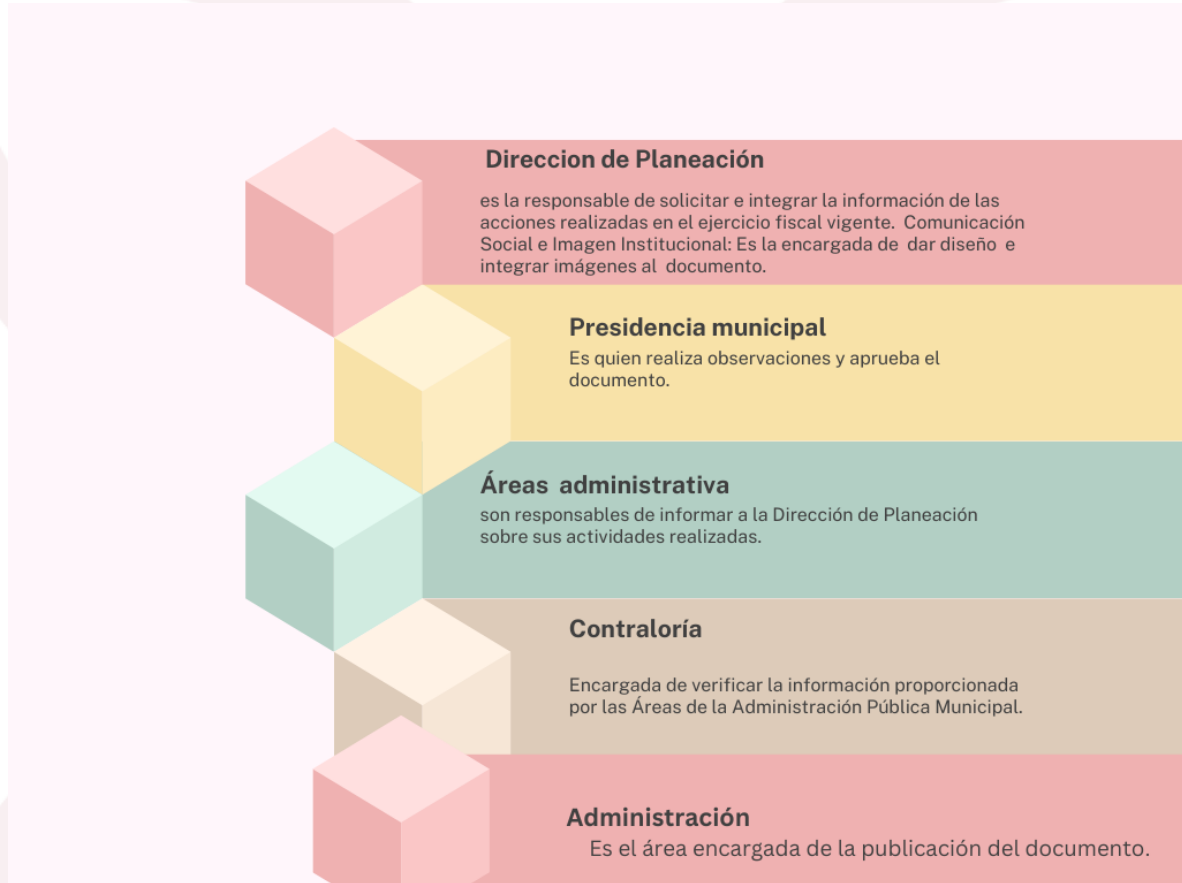 Direccion de Planeación
es la responsable de solicitar e integrar la información de las
acciones realizadas en el ejercicio fiscal vigente.  Comunicación
Social e Imagen Institucional: Es la encargada de  dar diseño  e
integrar imágenes al  documento.
Presidencia municipal
Es quien realiza observaciones y aprueba el
documento.
Áreas  administrativa
son responsables de informar a la Dirección de Planeación
sobre sus actividades realizadas.
Contraloría
Encargada de verificar la información proporcionada
por las Áreas de la Administración Pública Municipal.
Administración
Es el área encargada de la publicación del documento.